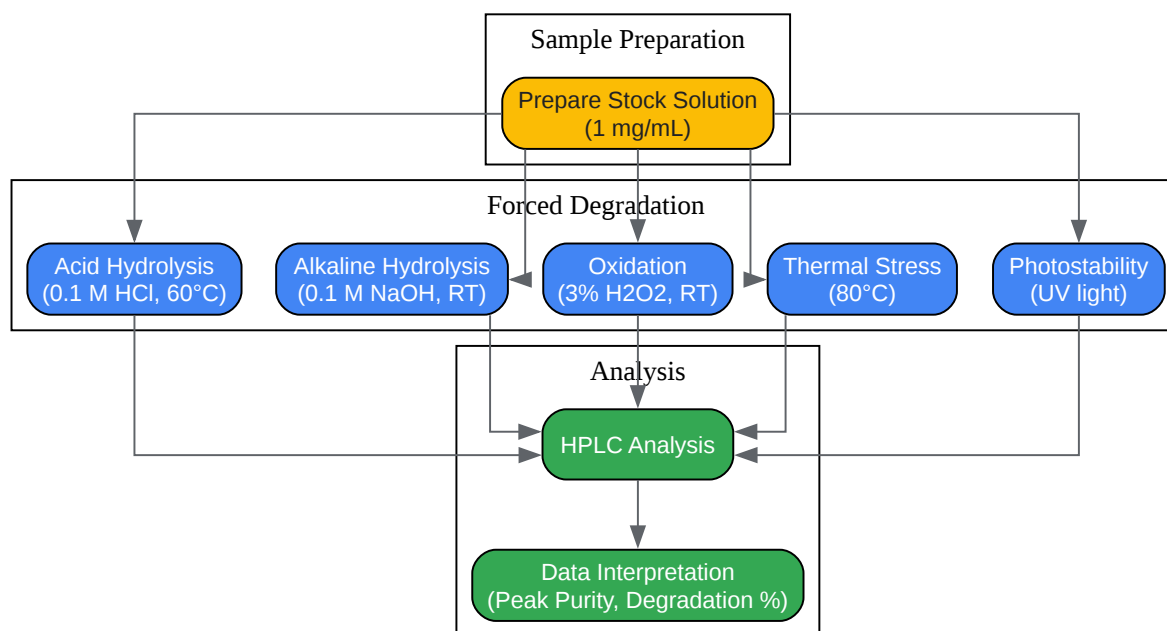 Sample Preparation
Prepare Stock Solution
(1 mg/mL)
Forced Degradation
Acid Hydrolysis
(0.1 M HCl, 60°C)
Alkaline Hydrolysis
(0.1 M NaOH, RT)
Oxidation
(3% H2O2, RT)
Thermal Stress
(80°C)
Photostability
(UV light)
Analysis
HPLC Analysis
Data Interpretation
(Peak Purity, Degradation %)